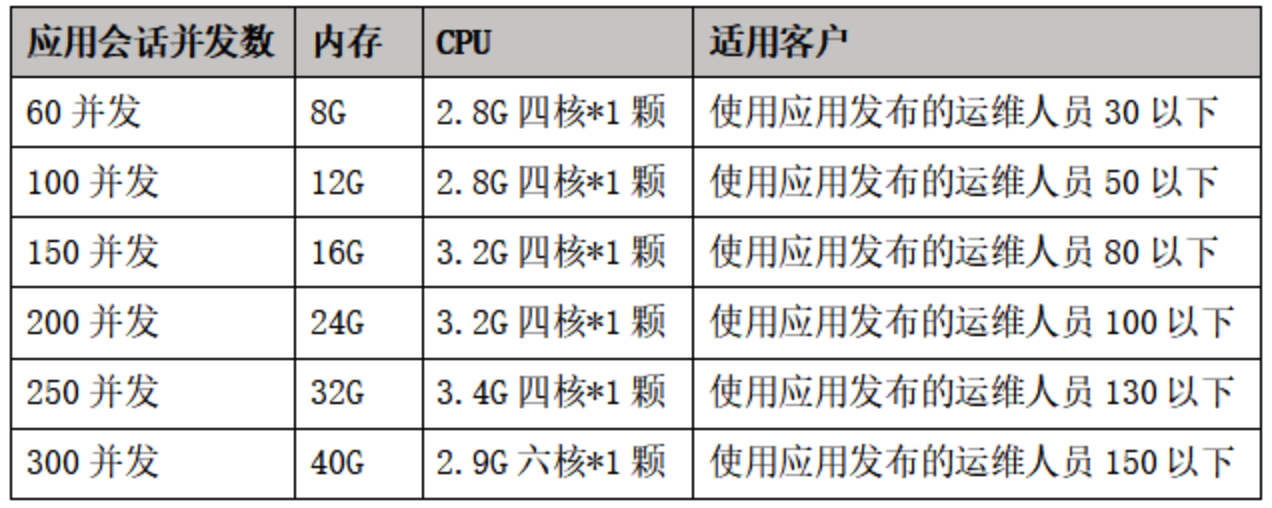 应用会话并发数 内存 CPU 适用客户
60 并发 8G 2.8G 四核*1 颗 使用应用发布的运维人员 30 以下
100 并发 12G 2.8G 四核*1 颗 使用应用发布的运维人员 50 以下
150 并发 16G 3.2G 四核*1 颗 使用应用发布的运维人员 80 以下
200 并发 24G 3.2G 四核*1 颗 使用应用发布的运维人员 100 以下
250 并发 32G 3.4G 四核*1 颗 使用应用发布的运维人员 130 以下
300 并发 40G 2.9G 六核*1 颗 使用应用发布的运维人员 150 以下